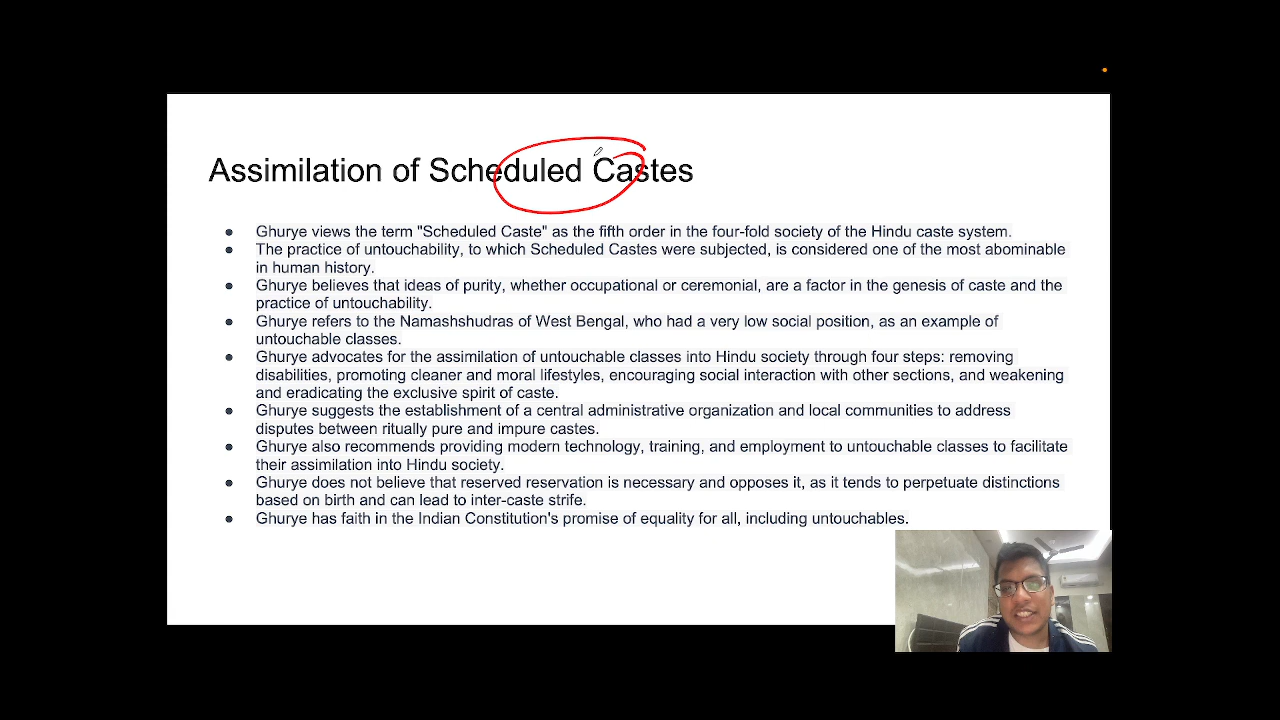 Assimilation of Scheduled Castes
● Ghurye views the term "Scheduled Caste" as the fifth order in the four-fold society of the Hindu caste system.
● The practice of untouchability, to which Scheduled Castes were subjected, is considered one of the most abominable
in human history.
● Ghurye believes that ideas of purity, whether occupational or ceremonial, are a factor in the genesis of caste and the
practice of untouchability.
● Ghurye refers to the Namashshudras of West Bengal, who had a very low social position, as an example of
untouchable classes.
● Ghurye advocates for the assimilation of untouchable classes into Hindu society through four steps: removing
disabilities, promoting cleaner and moral lifestyles, encouraging social interaction with other sections, and weakening
and eradicating the exclusive spirit of caste.
● Ghurye suggests the establishment of a central administrative organization and local communities to address
disputes between ritually pure and impure castes.
● Ghurye also recommends providing modern technology, training, and employment to untouchable classes to facilitate
their assimilation into Hindu society.
● Ghurye does not believe that reserved reservation is necessary and opposes it, as it tends to perpetuate distinctions
based on birth and can lead to inter-caste strife.
● Ghurye has faith in the Indian Constitution's promise of equality for all, including untouchables.